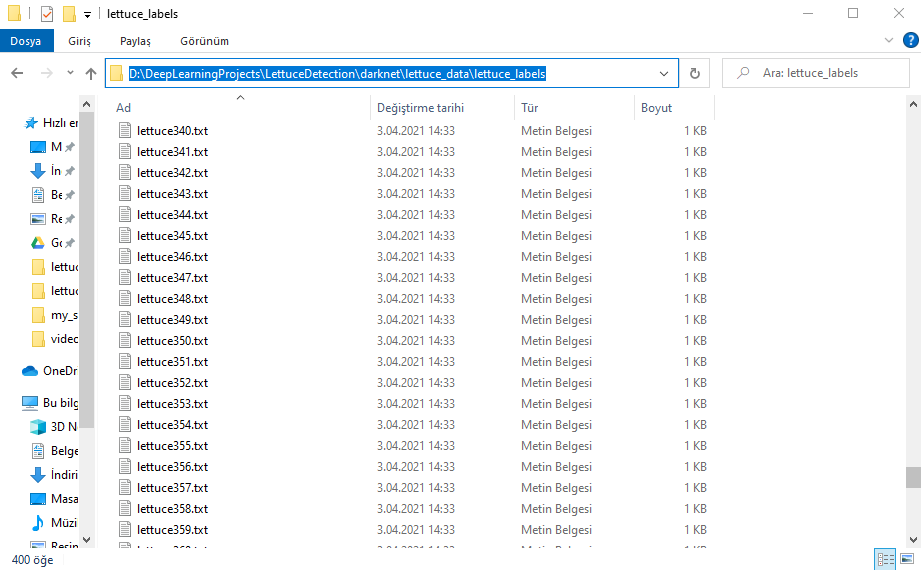 lettuce_labels
Dosya Giriş Paylaş Görünüm
D:\DeepLearningProjects\LettuceDetection\darknet\lettuce_data\lettuce_labels
Ara: lettuce_labels
Ad Değiştirme tarihi Tür Boyut
lettuce340.txt 3.04.2021 14:33 Metin Belgesi 1 KB
lettuce341.txt 3.04.2021 14:33 Metin Belgesi 1 KB
lettuce342.txt 3.04.2021 14:33 Metin Belgesi 1 KB
lettuce343.txt 3.04.2021 14:33 Metin Belgesi 1 KB
lettuce344.txt 3.04.2021 14:33 Metin Belgesi 1 KB
lettuce345.txt 3.04.2021 14:33 Metin Belgesi 1 KB
lettuce346.txt 3.04.2021 14:33 Metin Belgesi 1 KB
lettuce347.txt 3.04.2021 14:33 Metin Belgesi 1 KB
lettuce348.txt 3.04.2021 14:33 Metin Belgesi 1 KB
lettuce349.txt 3.04.2021 14:33 Metin Belgesi 1 KB
lettuce350.txt 3.04.2021 14:33 Metin Belgesi 1 KB
lettuce351.txt 3.04.2021 14:33 Metin Belgesi 1 KB
lettuce352.txt 3.04.2021 14:33 Metin Belgesi 1 KB
lettuce353.txt 3.04.2021 14:33 Metin Belgesi 1 KB
lettuce354.txt 3.04.2021 14:33 Metin Belgesi 1 KB
lettuce355.txt 3.04.2021 14:33 Metin Belgesi 1 KB
lettuce356.txt 3.04.2021 14:33 Metin Belgesi 1 KB
lettuce357.txt 3.04.2021 14:33 Metin Belgesi 1 KB
lettuce358.txt 3.04.2021 14:33 Metin Belgesi 1 KB
lettuce359.txt 3.04.2021 14:33 Metin Belgesi 1 KB
Hızlı er
M
İn
Be
Re
Gc
lettuc
lettuc
my_s
videc
OneDr
Bu bilg
3D N
Belge
İndiri
Masa
Müzi
Resin
400 öğe